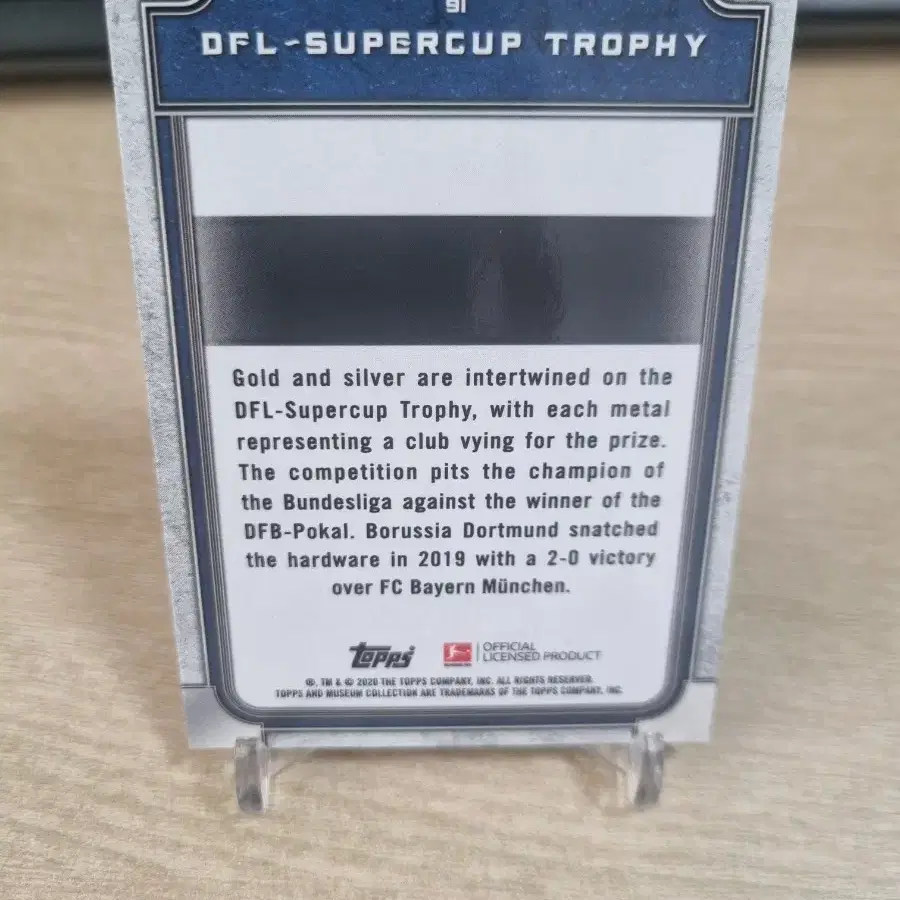 91
DFL-SUPERCUP TROPHY
Gold and silver are intertwined on the
DFL-Supercup Trophy, with each metal
representing a club vying for the prize.
The competition pits the champion of
the Bundesliga against the winner of the
DFB-Pokal. Borussia Dortmund snatched
the hardware in 2019 with a 2-0 victory
over FC Bayern München.
Topps
OFFICIAL
LICENSED PRODUCT
®, TM & © 2020 THE TOPPS COMPANY, INC. ALL RIGHTS RESERVED.
TOPPS AND MUSEUM COLLECTION ARE TRADEMARKS OF THE TOPPS COMPANY, INC.